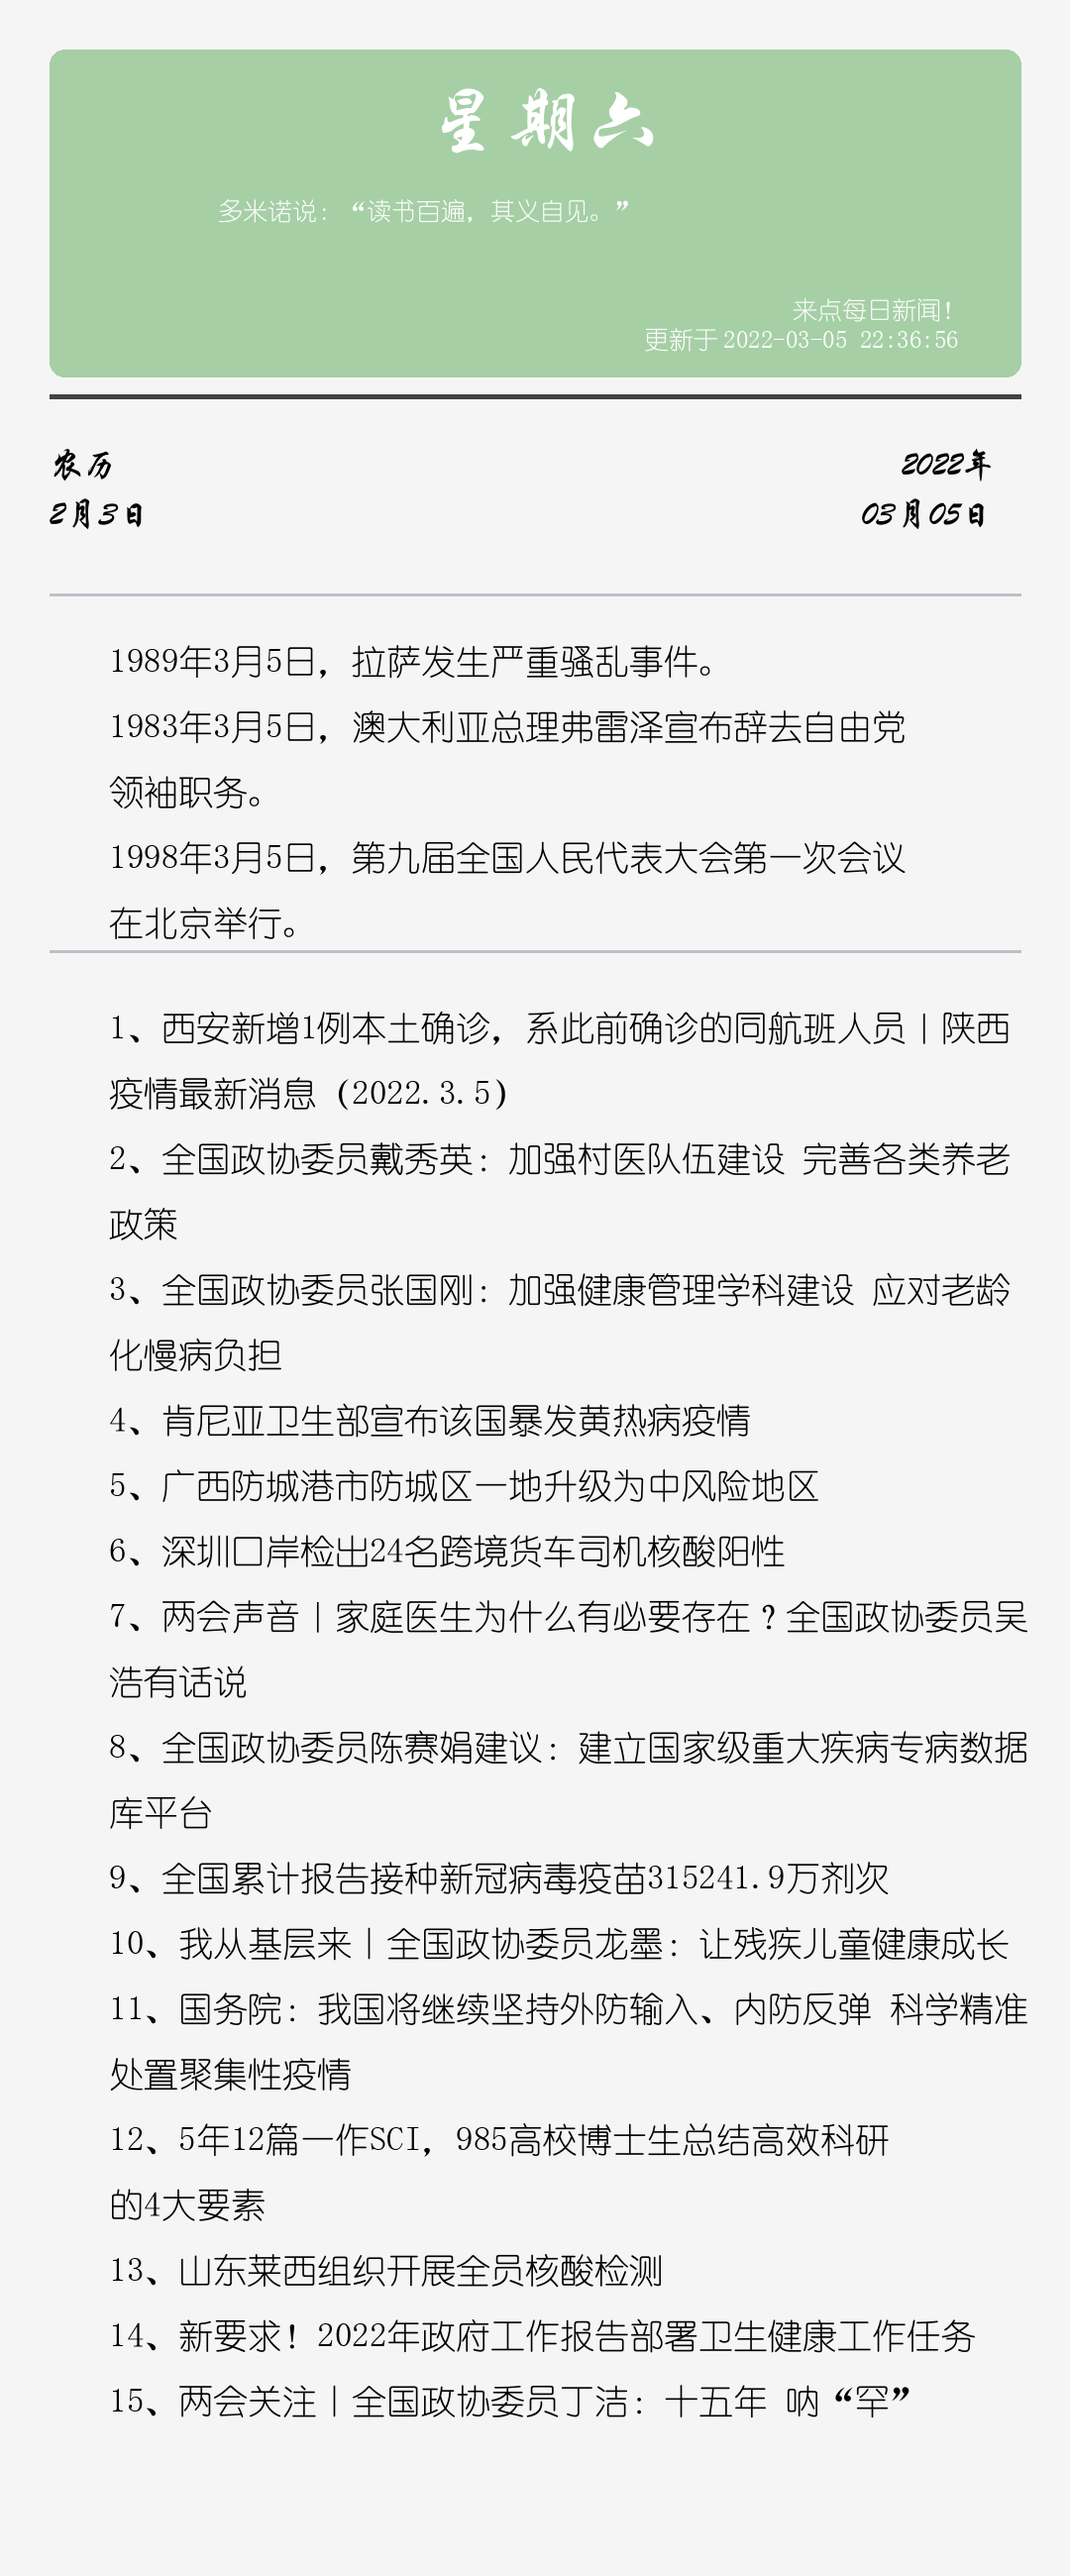 星期六
多米诺说：“读书百遍，其义自见。”
来点每日新闻！
更新于 2022-03-05 22:36:56
农历
2022年
2月3日
03月05日
1989年3月5日，拉萨发生严重骚乱事件。
1983年3月5日，澳大利亚总理弗雷泽宣布辞去自由党
领袖职务。
1998年3月5日，第九届全国人民代表大会第一次会议
在北京举行。
1、西安新增1例本土确诊，系此前确诊的同航班人员｜陕西
疫情最新消息（2022.3.5）
2、全国政协委员戴秀英：加强村医队伍建设 完善各类养老
政策
3、全国政协委员张国刚：加强健康管理学科建设 应对老龄
化慢病负担
4、肯尼亚卫生部宣布该国暴发黄热病疫情
5、广西防城港市防城区一地升级为中风险地区
6、深圳口岸检出24名跨境货车司机核酸阳性
7、两会声音｜家庭医生为什么有必要存在？全国政协委员吴
浩有话说
8、全国政协委员陈赛娟建议：建立国家级重大疾病专病数据
库平台
9、全国累计报告接种新冠病毒疫苗315241.9万剂次
10、我从基层来｜全国政协委员龙墨：让残疾儿童健康成长
11、国务院：我国将继续坚持外防输入、内防反弹 科学精准
处置聚集性疫情
12、5年12篇一作SCI，985高校博士生总结高效科研
的4大要素
13、山东莱西组织开展全员核酸检测
14、新要求！2022年政府工作报告部署卫生健康工作任务
15、两会关注｜全国政协委员丁洁：十五年 呐“罕”